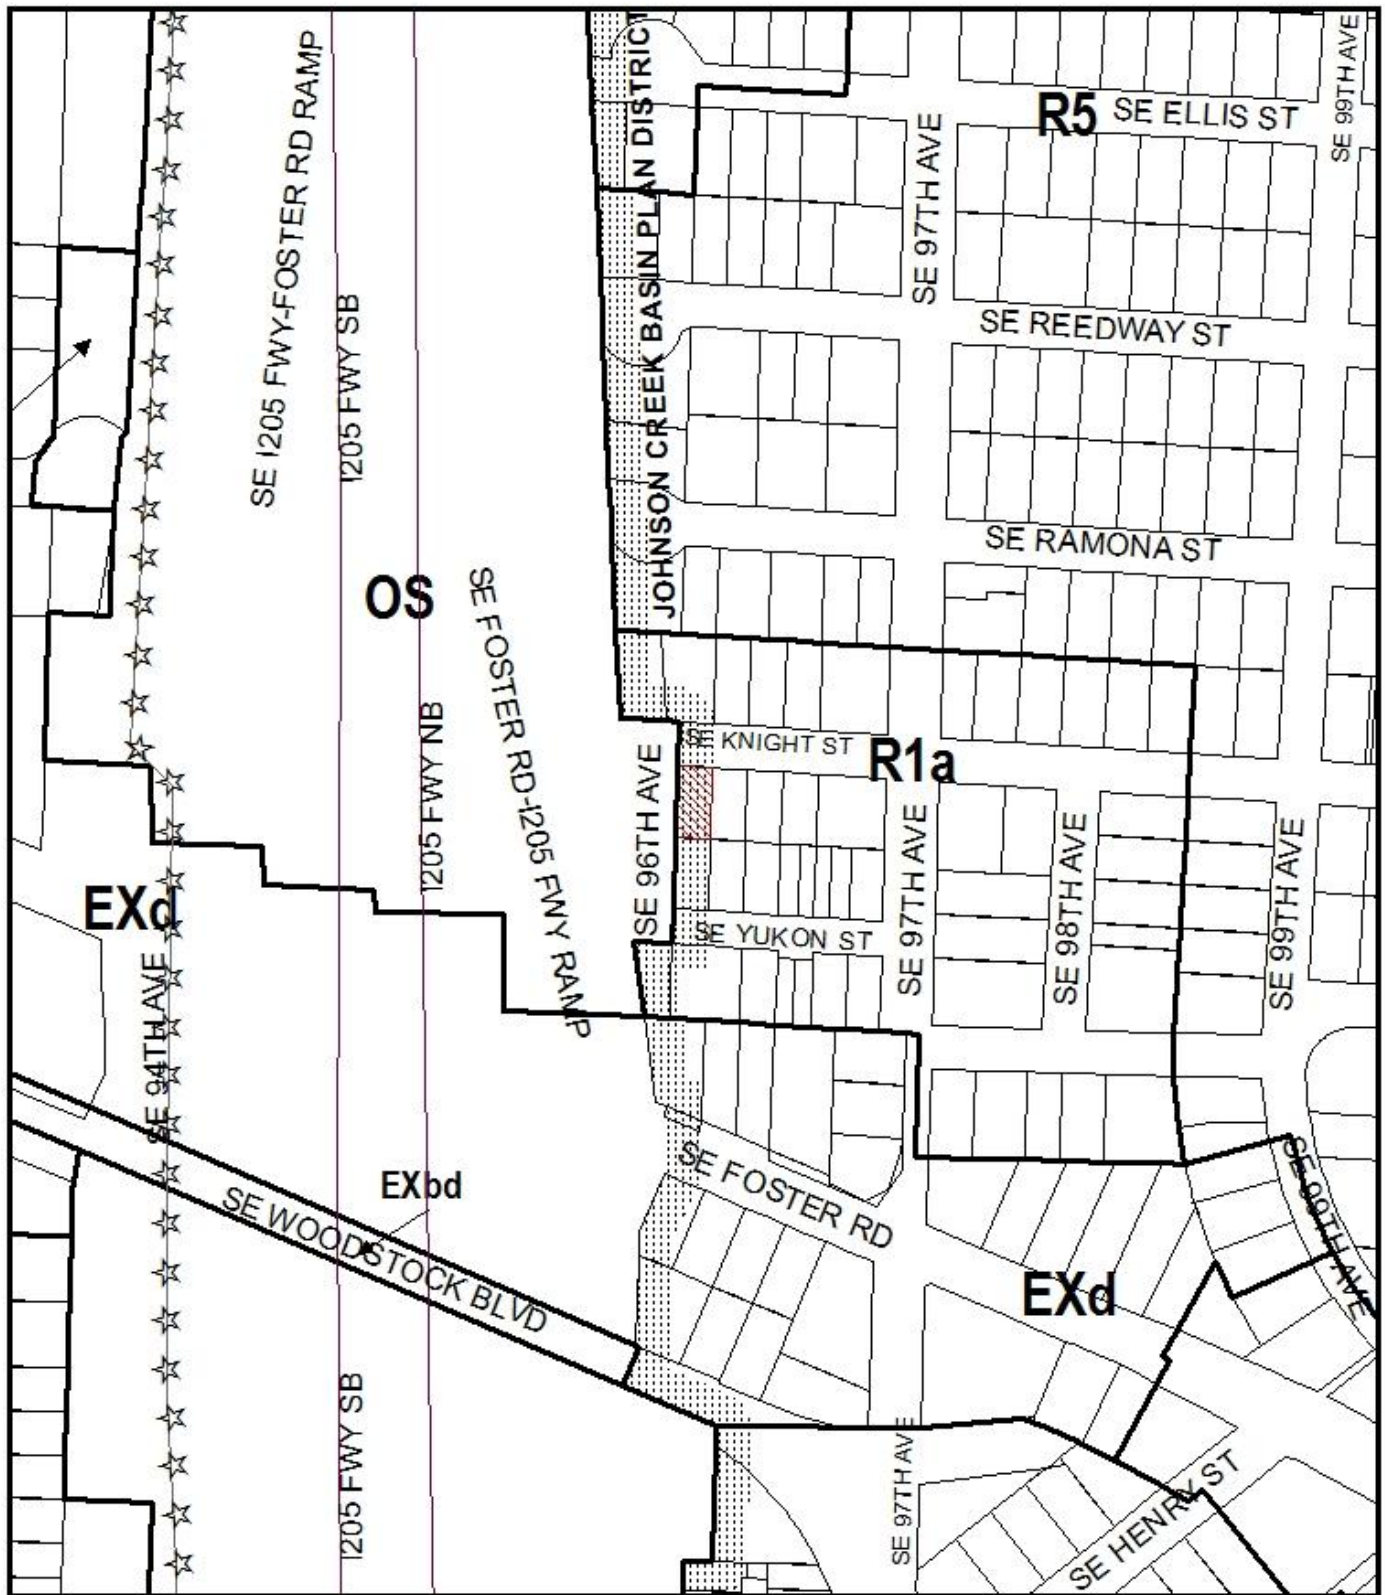 SE I205 FWY-FOSTER RD RAMP
JOHNSON CREEK BASIN PLAN DISTRICT
SE 99TH AVE
R5
SE ELLIS ST
SE 97TH AVE
I205 FWY SB
SE REEDWAY ST
SE RAMONA ST
OS
SE FOSTER RD-I205 FWY RAMP
I205 FWY NB
SE KNIGHT ST
R1a
SE 96TH AVE
SE 97TH AVE
SE 98TH AVE
SE 99TH AVE
EXd
SE YUKON ST
SE 94TH AVE
SE FOSTER RD
EXbd
SE WOODSTOCK BLVD
SE 99TH AVE
EXd
I205 FWY SB
SE 97TH AVE
SE HENRY ST